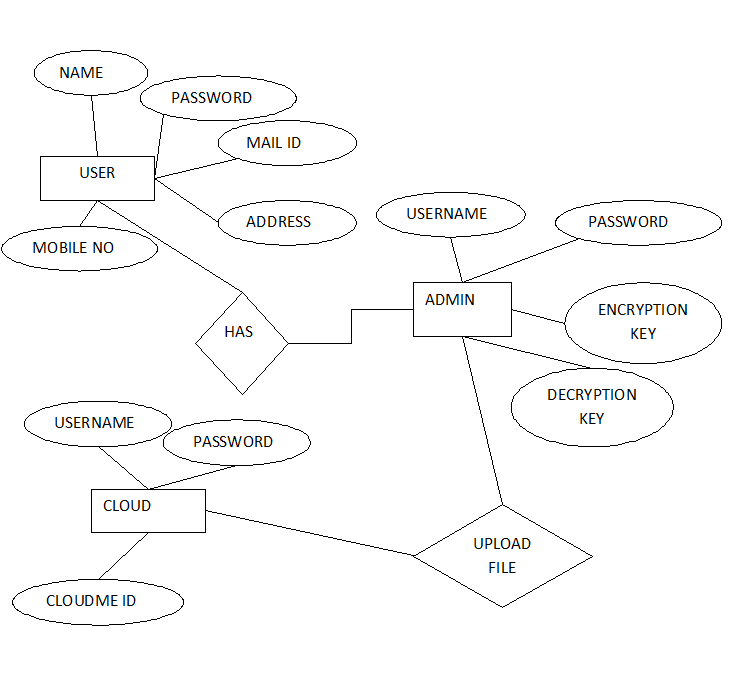 NAME
PASSWORD
MAIL ID
USER
ADDRESS
MOBILE NO
USERNAME
PASSWORD
ADMIN
ENCRYPTION
KEY
HAS
DECRYPTION
KEY
USERNAME
PASSWORD
CLOUD
UPLOAD
FILE
CLOUDME ID